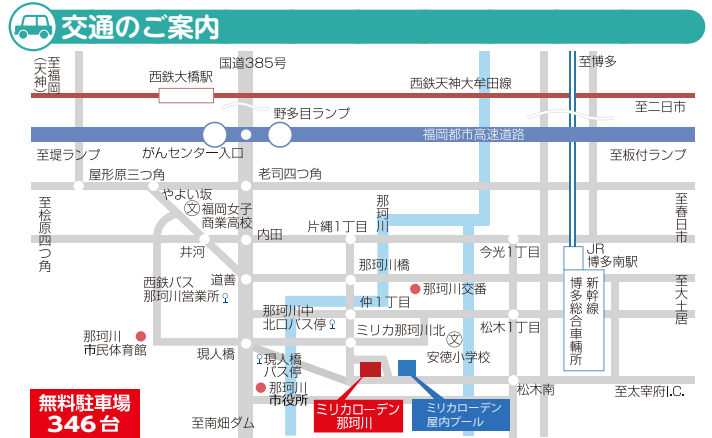 交通のご案内
至福岡
(天神)
国道385号
西鉄大橋駅
西鉄天神大牟田線
至博多
至二日市
野多目ランプ
福岡都市高速道路
至堤ランプ
がんセンター入口
至板付ランプ
屋形原三つ角
老司四つ角
やよい坂
文
福岡女子
商業高校
那珂川
至桧原四つ角
至春日市
井河
内田
片縄1丁目
今光1丁目
JR
博多南駅
那珂川橋
道善
西鉄バス
那珂川営業所
那珂川交番
新幹線
博多総合車輌所
至大土居
那珂川中
北口バス停
仲1丁目
ミリカ那珂川北
松木1丁目
文
安徳小学校
那珂川
市民体育館
現人橋
現人橋
バス停
那珂川
市役所
松木南
至太宰府I.C.
無料駐車場
346台
至南畑ダム
ミリカローデン
那珂川
ミリカローデン
屋内プール